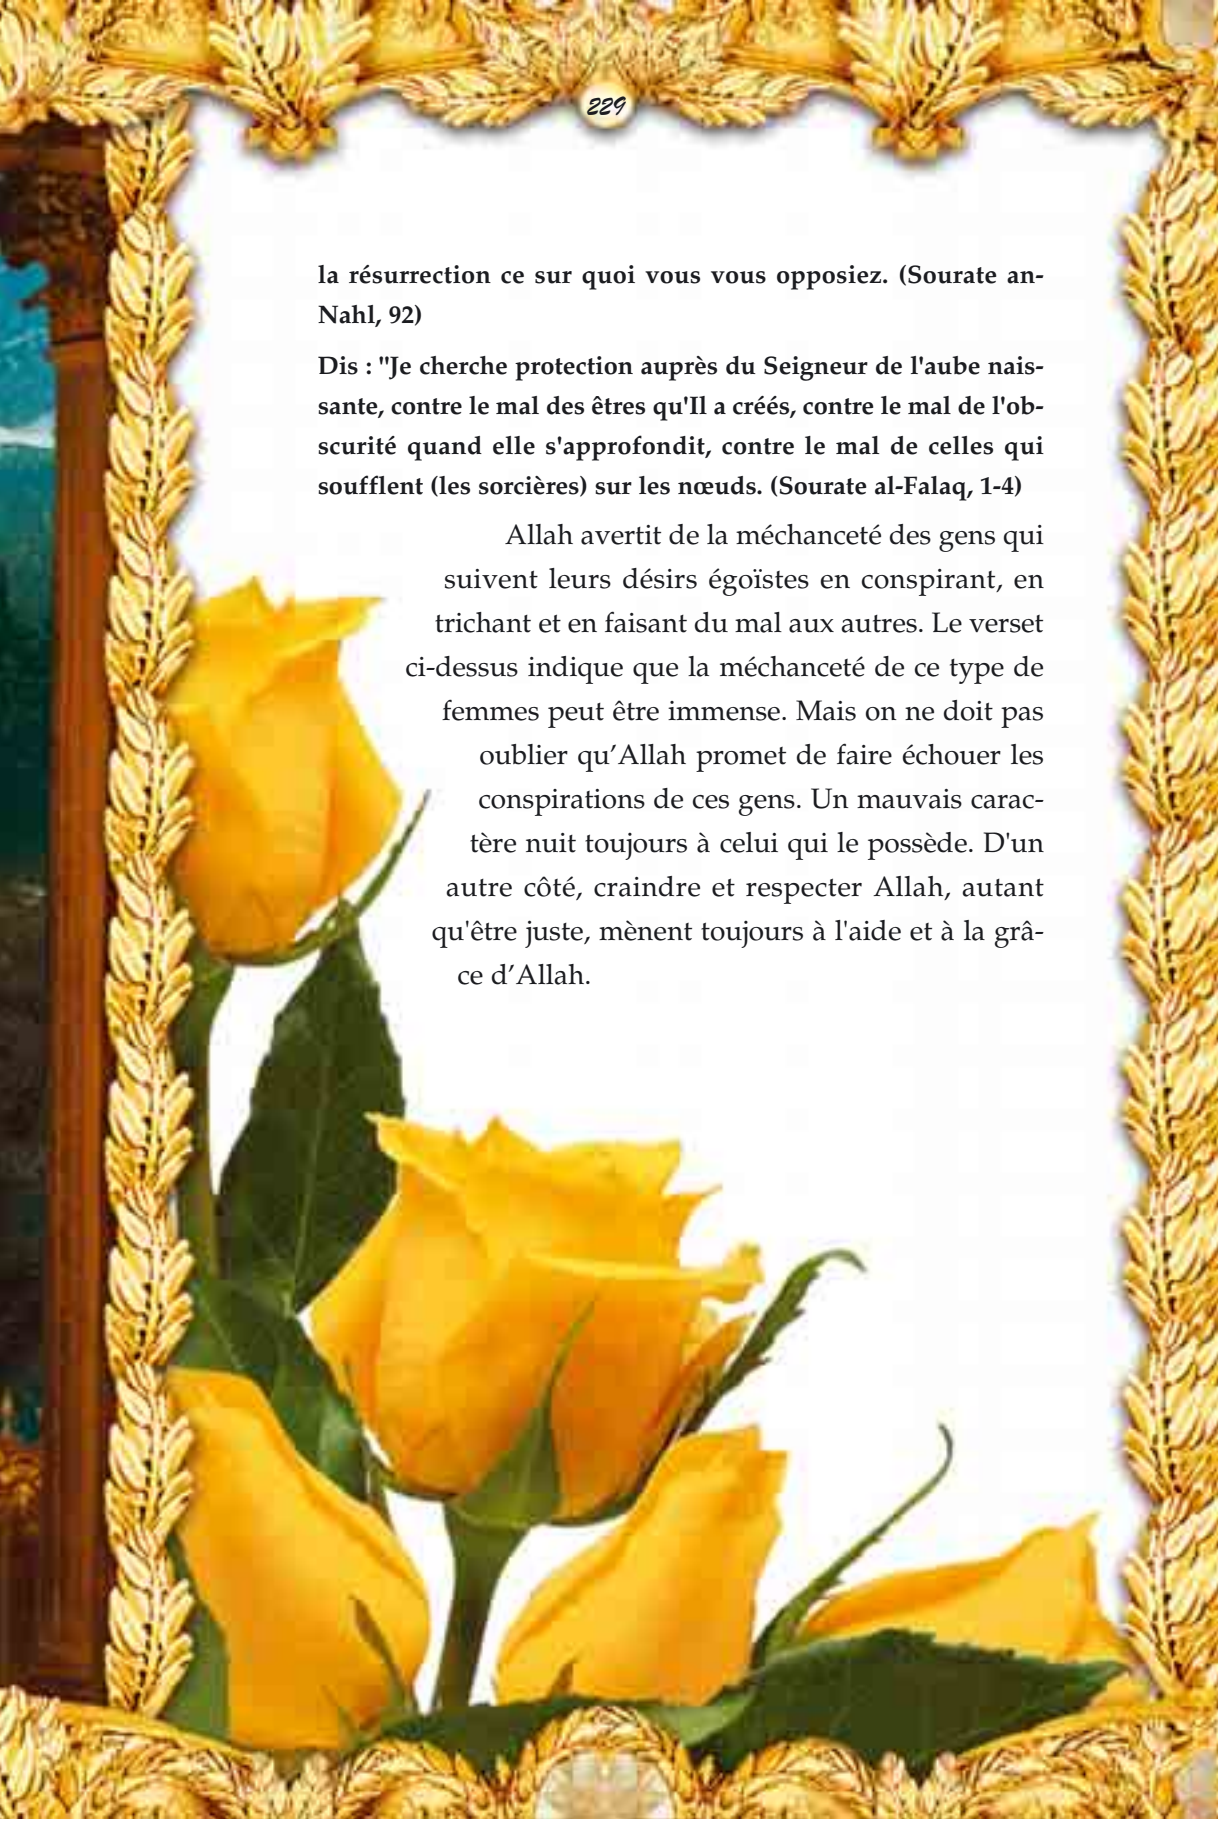 229
la résurrection ce sur quoi vous vous opposiez. (Sourate an-
Nahl, 92)
Dis : "Je cherche protection auprès du Seigneur de l'aube nais-
sante, contre le mal des êtres qu'Il a créés, contre le mal de l'ob-
scurité quand elle s'approfondit, contre le mal de celles qui
soufflent (les sorcières) sur les nœuds. (Sourate al-Falaq, 1-4)
Allah avertit de la méchanceté des gens qui
suivent leurs désirs égoïstes en conspirant, en
trichant et en faisant du mal aux autres. Le verset
ci-dessus indique que la méchanceté de ce type de
femmes peut être immense. Mais on ne doit pas
oublier qu’Allah promet de faire échouer les
conspirations de ces gens. Un mauvais carac-
tère nuit toujours à celui qui le possède. D'un
autre côté, craindre et respecter Allah, autant
qu'être juste, mènent toujours à l'aide et à la grâ-
ce d’Allah.